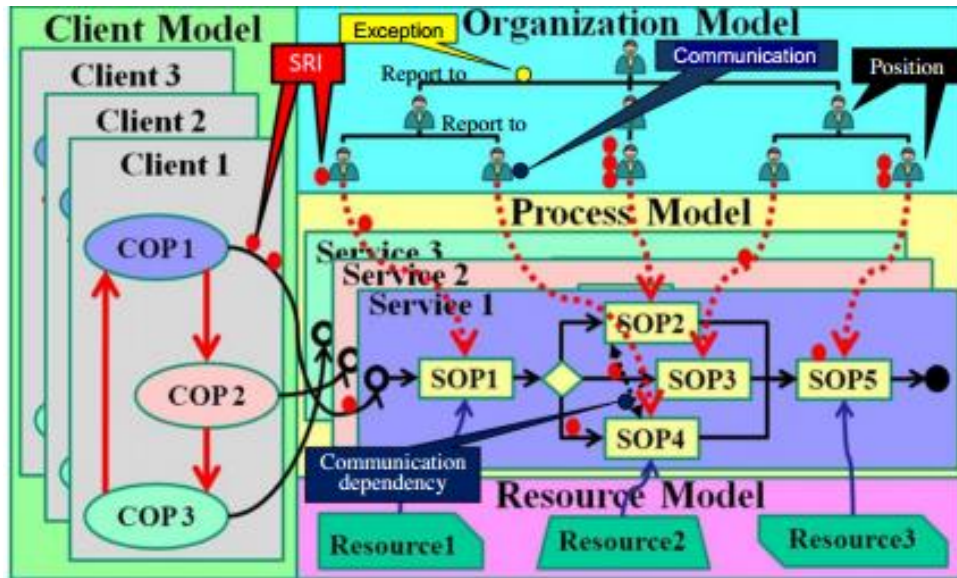 Client Model
Client 3
Client 2
Client 1
COP 1
COP 2
COP 3
SRI
Exception
Organization Model
Communication
Position
Report to
Report to
Process Model
Service 3
Service 2
Service 1
SOP1
SOP2
SOP3
SOP4
SOP5
Communication
dependency
Resource Model
Resource1
Resource2
Resource3